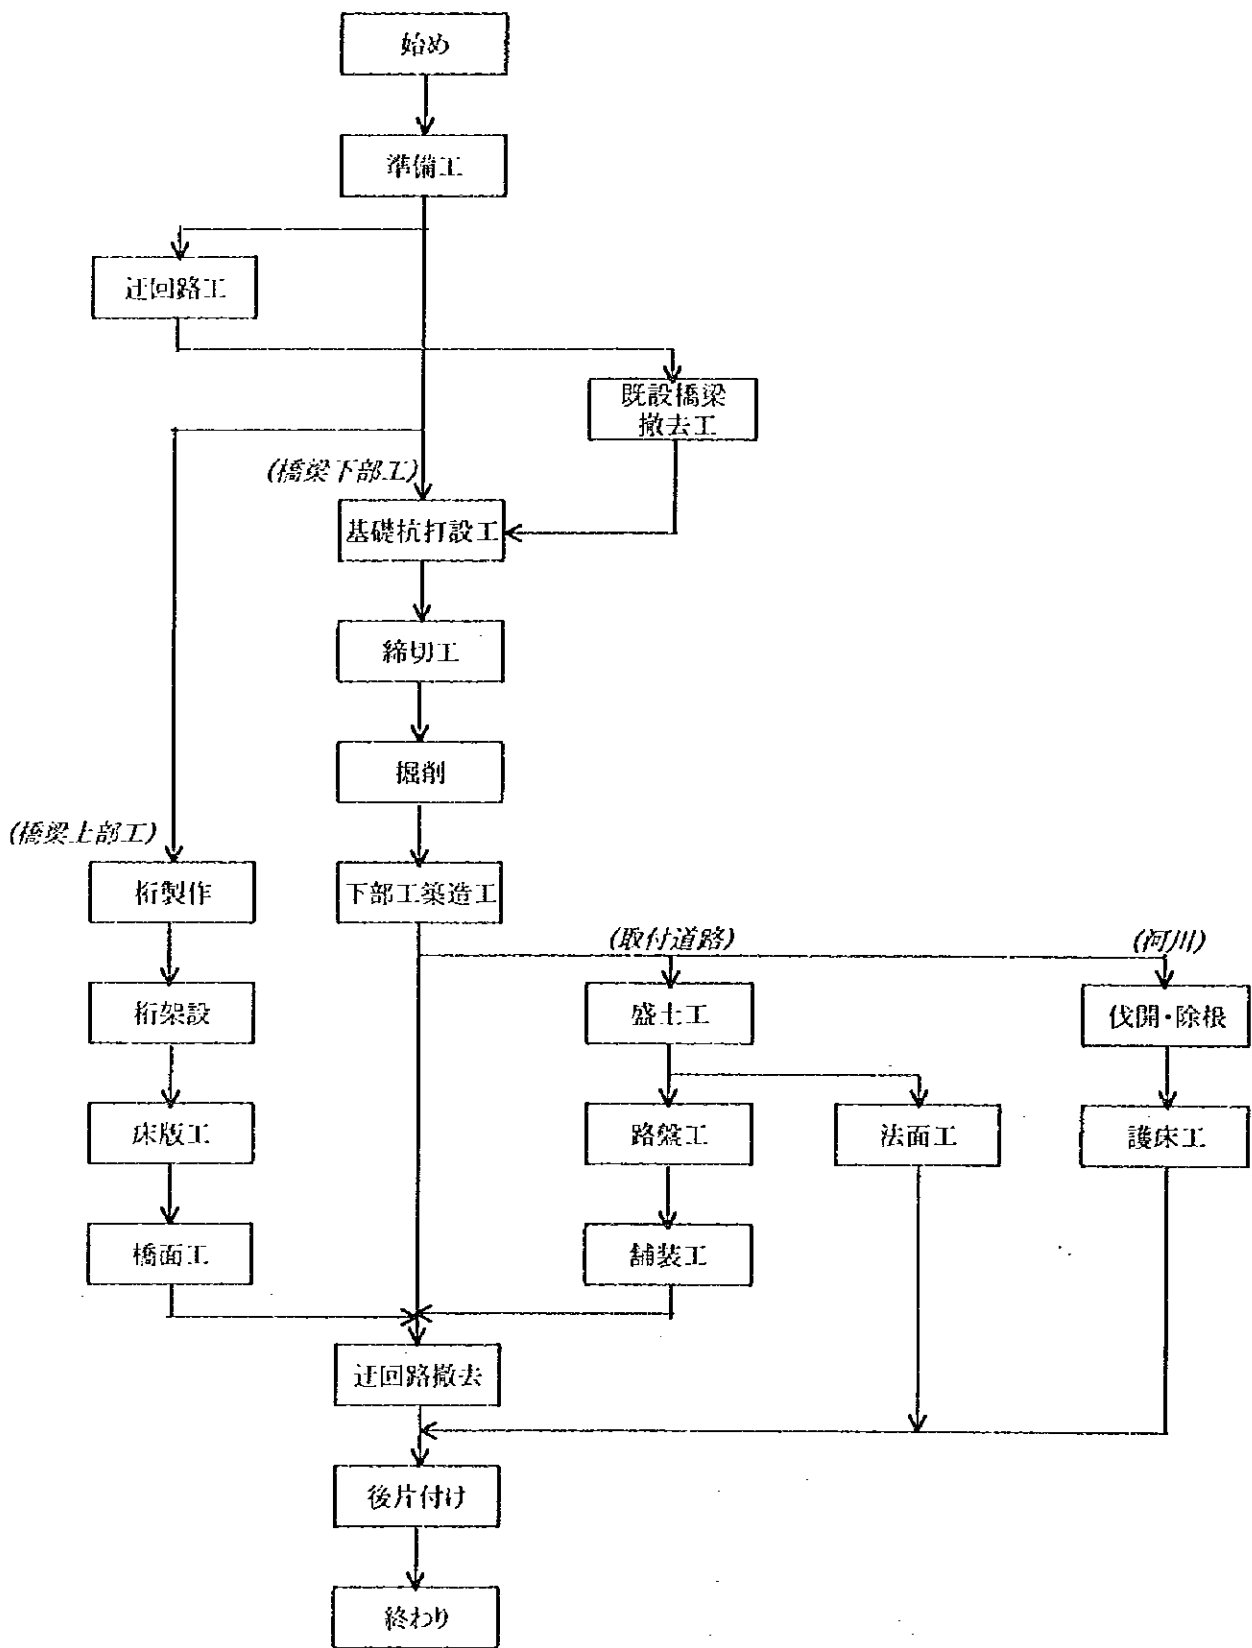 始め
準備工
迂回路工
既設橋梁
撤去工
(橋梁下部工)
基礎杭打設工
締切工
掘削
(橋梁上部工)
桁製作
下部工築造工
(取付道路)
(河川)
桁架設
盛土工
伐開・除根
床版工
路盤工
法面工
護床工
橋面工
舗装工
迂回路撤去
後片付け
終わり